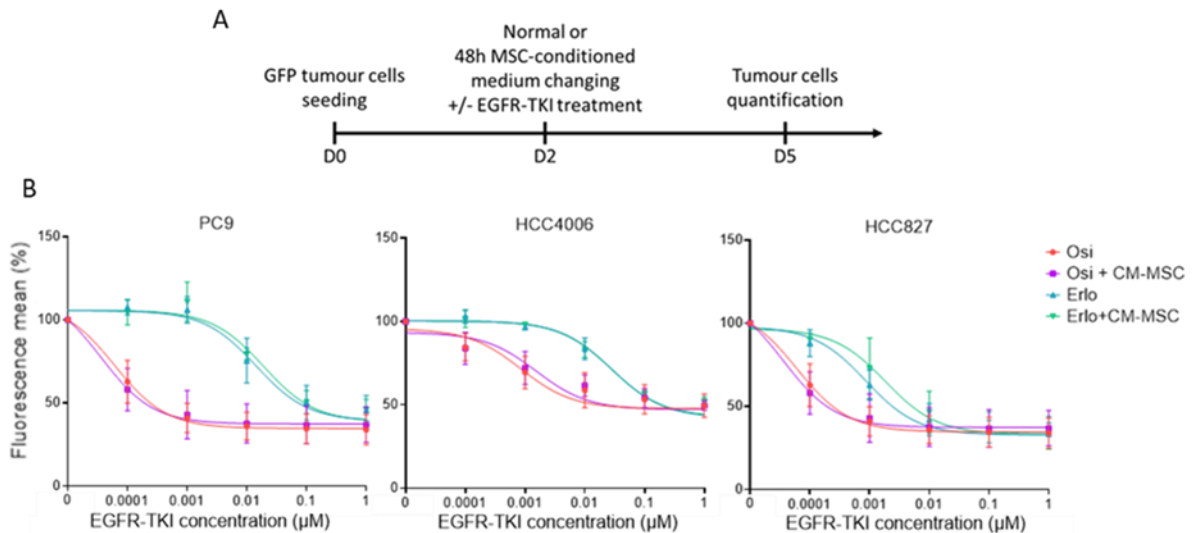 A
GFP tumour cells
seeding
Normal or
48h MSC-conditioned
medium changing
+/- EGFR-TKI treatment
Tumour cells
quantification
D0
D2
D5
B
PC9
HCC4006
HCC827
Fluorescence mean (%)
150
100
50
0
0
0.0001
0.001
0.01
0.1
1
EGFR-TKI concentration (µM)
150
100
50
0
0
0.0001
0.001
0.01
0.1
1
EGFR-TKI concentration (µM)
150
100
50
0
0
0.0001
0.001
0.01
0.1
1
EGFR-TKI concentration (µM)
Osi
Osi + CM-MSC
Erlo
Erlo+CM-MSC